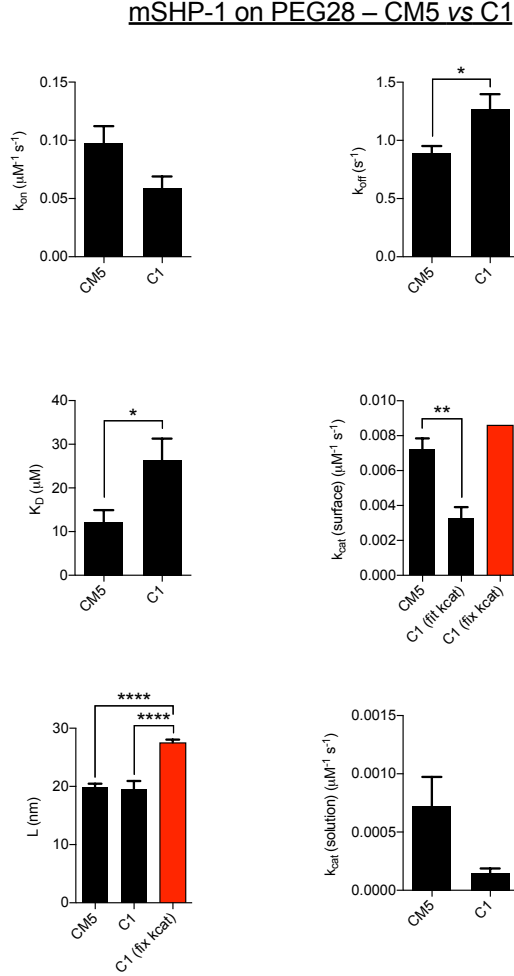 mSHP-1 on PEG28 – CM5 vs C1
0.15
0.10
0.05
0.00
kon (μM-1 s-1)
CM5
C1
*
1.5
1.0
0.5
0.0
koff (s-1)
CM5
C1
*
40
30
20
10
0
KD (μM)
CM5
C1
**
0.010
0.008
0.006
0.004
0.002
0.000
kcat (surface) (μM-1 s-1)
CM5
C1 (fit kcat)
C1 (fix kcat)
****
****
30
20
10
0
L (nm)
CM5
C1
C1 (fix kcat)
0.0015
0.0010
0.0005
0.0000
kcat (solution) (μM-1 s-1)
CM5
C1